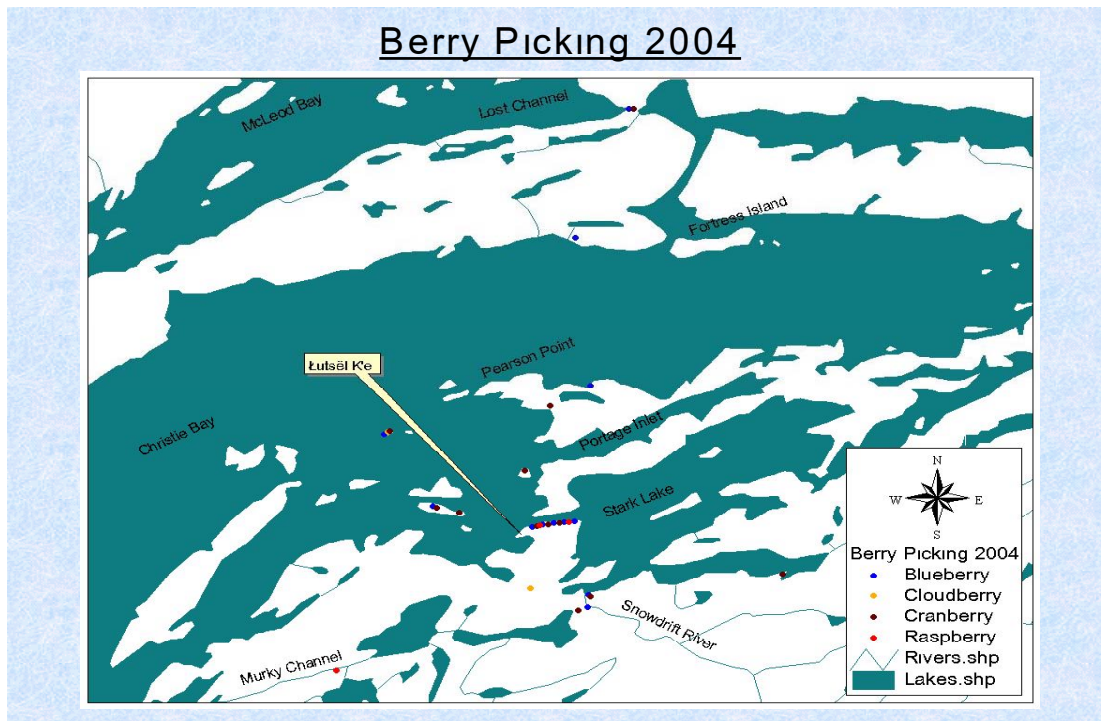 Berry Pıckıng 2004
McLeod Bay
Lost Channel
Fortress Island
Łutsël K'e
Pearson Point
Christie Bay
Portage Inlet
Stark Lake
Snowdrift River
Murky Channel
N
W
E
S
Berry Pıckıng 2004
Blueberry
Cloudberry
Cranberry
Raspberry
Rıvers.shp
Lakes.shp